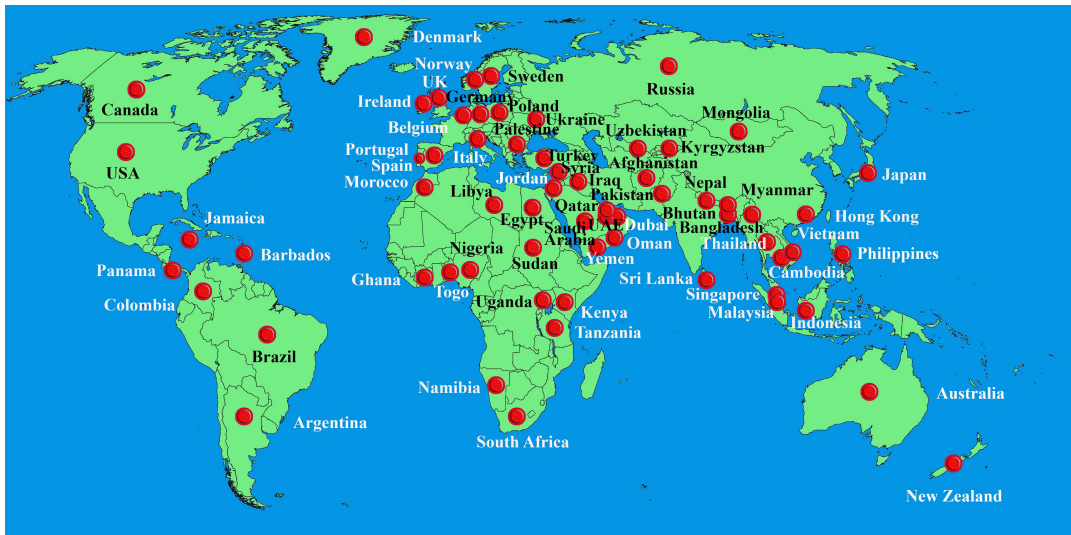 Denmark
Norway
Sweden
UK
Russia
Canada
Ireland
Germany
Poland
Mongolia
Belgium
Ukraine
Palestine
Uzbekistan
Portugal
Italy
Turkey
Kyrgyzstan
Spain
Syria
Afghanistan
USA
Morocco
Jordan
Iraq
Nepal
Japan
Libya
Pakistan
Myanmar
Qatar
Jamaica
Egypt
Saudi
Arabia
UAE
Dubai
Bhutan
Bangladesh
Hong Kong
Vietnam
Barbados
Nigeria
Oman
Thailand
Yemen
Sudan
Philippines
Panama
Ghana
Togo
Sri Lanka
Cambodia
Colombia
Uganda
Kenya
Singapore
Malaysia
Indonesia
Tanzania
Brazil
Namibia
Australia
Argentina
South Africa
New Zealand